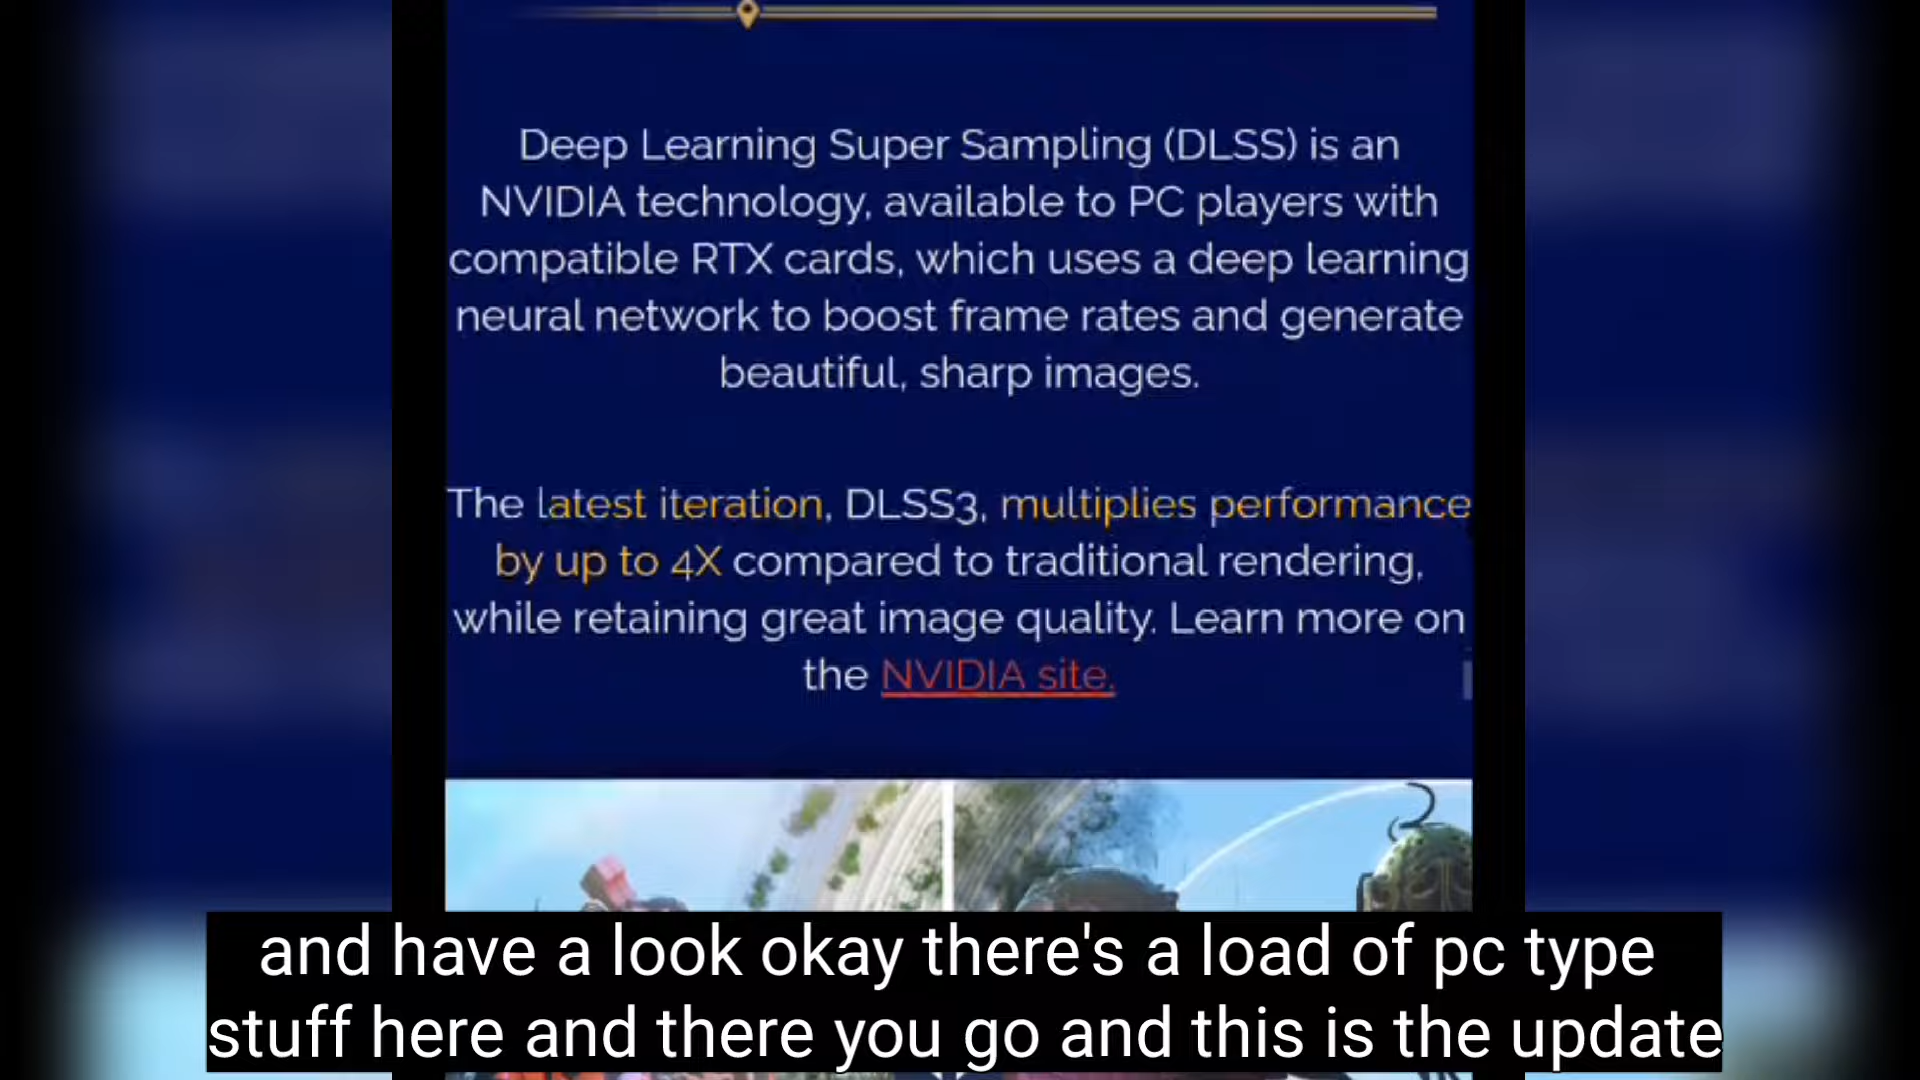 Deep Learning Super Sampling (DLSS) is an
NVIDIA technology, available to PC players with
compatible RTX cards, which uses a deep learning
neural network to boost frame rates and generate
beautiful, sharp images.
The latest iteration, DLSS3, multiplies performance
by up to 4X compared to traditional rendering,
while retaining great image quality. Learn more on
the NVIDIA site.
and have a look okay there's a load of pc type
stuff here and there you go and this is the update